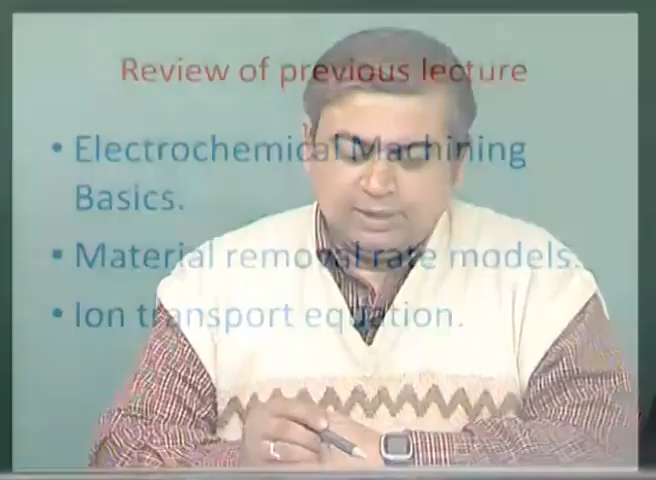 Review of previous lecture
• Electrochemical Machining
Basics.
• Material removal rate models.
• Ion transport equation.